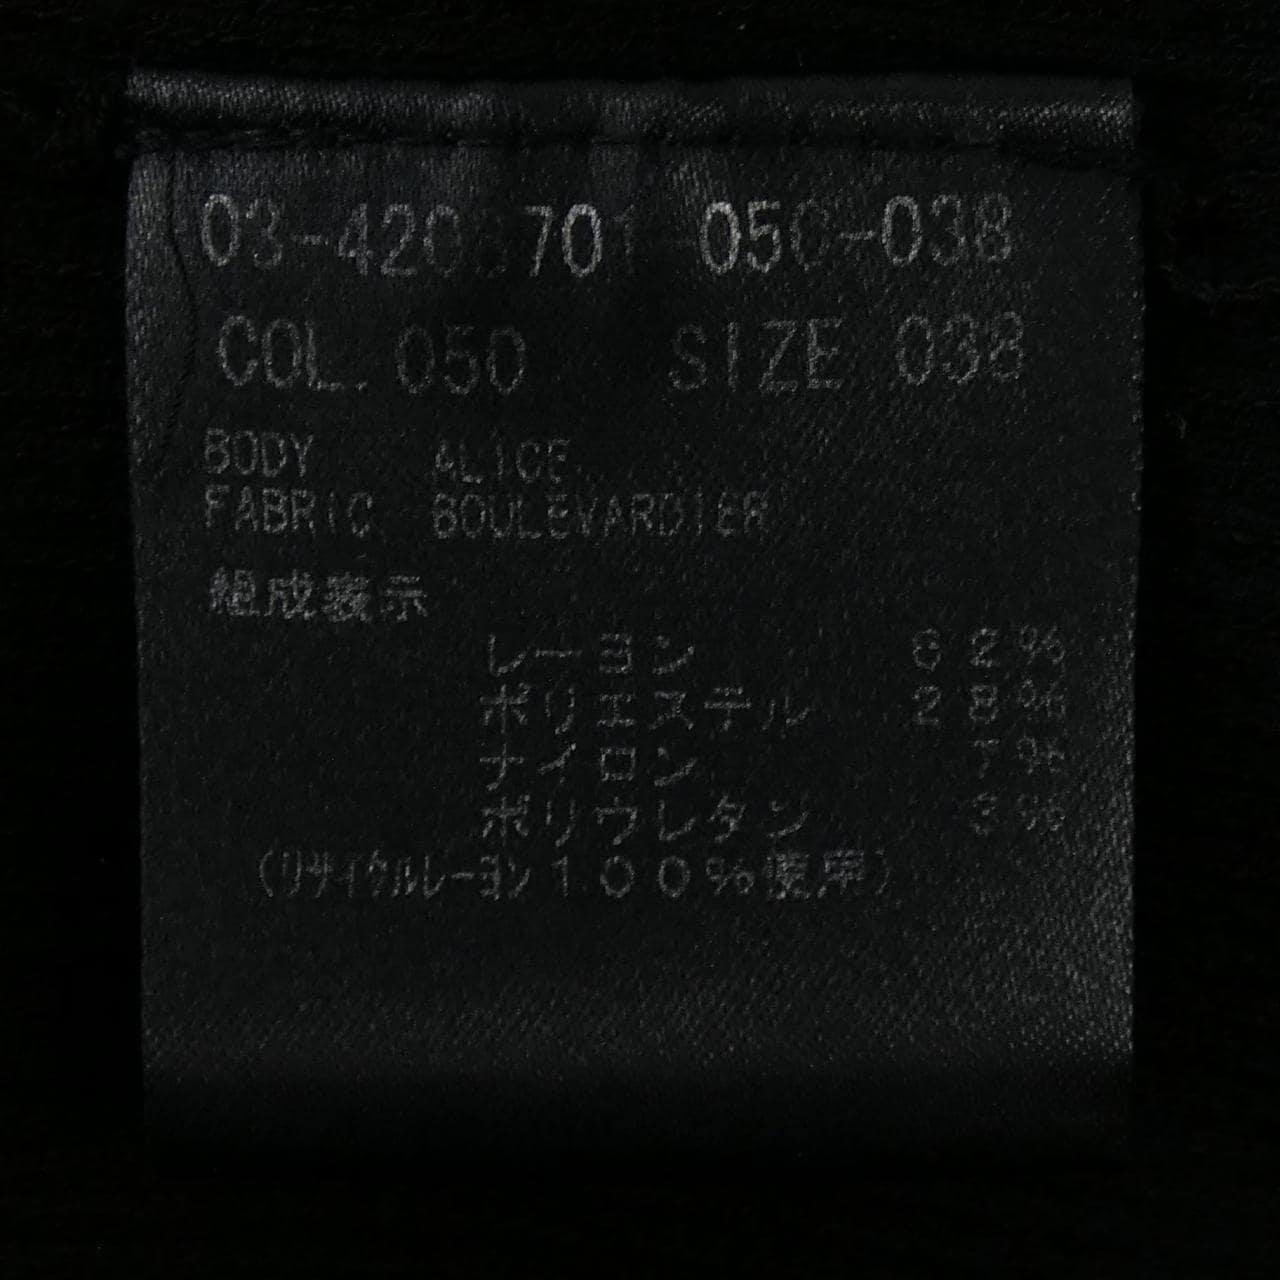 03-4208701-050-038
COL. 050 SIZE 038
BODY ALICE
FABRIC BOULEVARDIER
組成表示
レーヨン 62%
ポリエステル 28%
ナイロン 7%
ポリウレタン 3%
(リサイクルレーヨン100%使用)